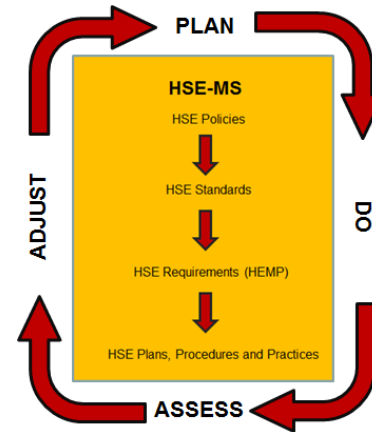 PLAN
HSE-MS
HSE Policies
HSE Standards
HSE Requirements (HEMP)
HSE Plans, Procedures and Practices
DO
ASSESS
ADJUST